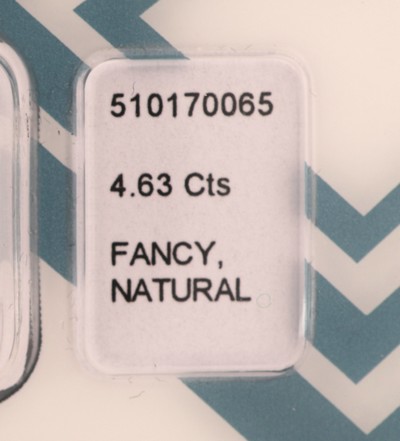 510170065
4.63 Cts
FANCY,
NATURAL